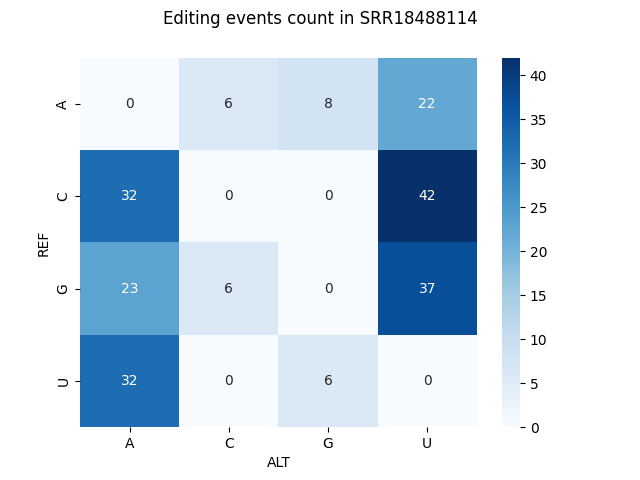 Editing events count in SRR18488114
A 0 6 8 22
C 32 0 0 42
G 23 6 0 37
U 32 0 6 0
A C G U
REF
ALT
40
35
30
25
20
15
10
5
0